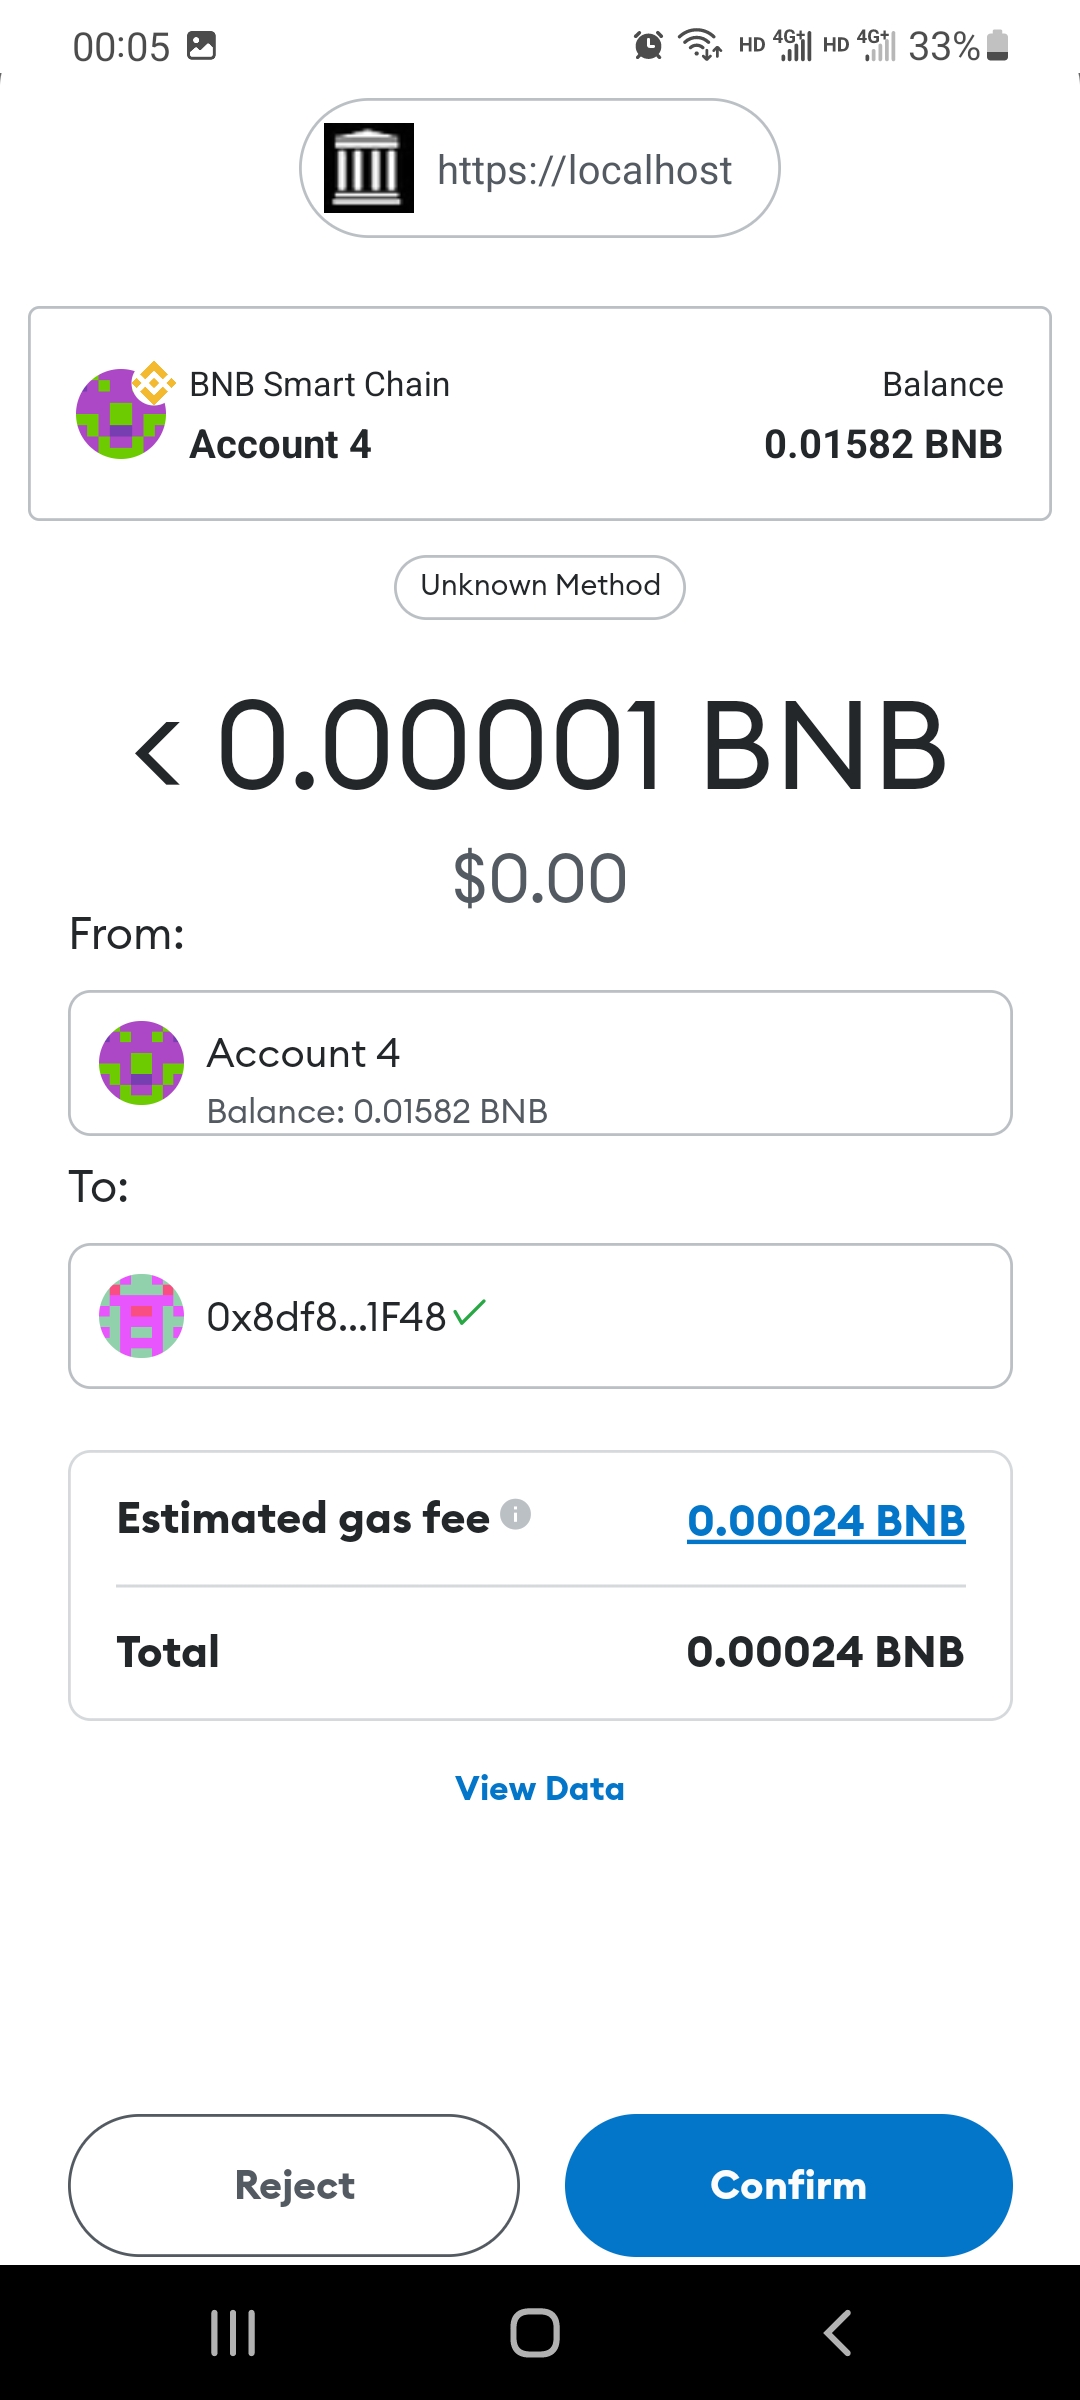 00:05 HD 4G+ HD 4G+ 33%
https://localhost
BNB Smart Chain Balance
Account 4 0.01582 BNB
Unknown Method
< 0.00001 BNB
$0.00
From:
Account 4
Balance: 0.01582 BNB
To:
0x8df8...1F48
Estimated gas fee 0.00024 BNB
Total 0.00024 BNB
View Data
Reject Confirm